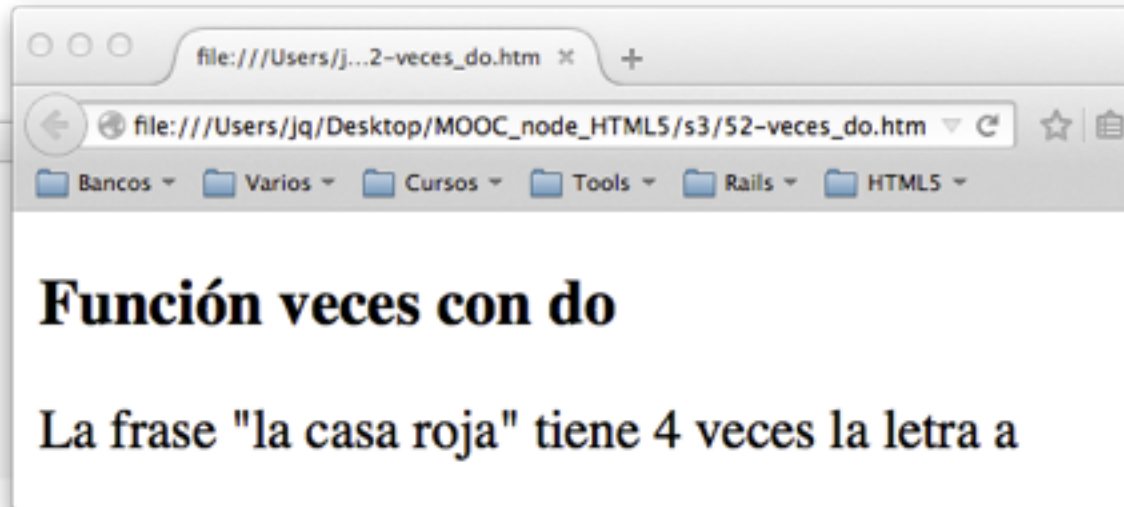 file:///Users/j...2-veces_do.htm
file:///Users/jq/Desktop/MOOC_node_HTML5/s3/52-veces_do.htm
Bancos Varios Cursos Tools Rails HTML5
Función veces con do
La frase "la casa roja" tiene 4 veces la letra a